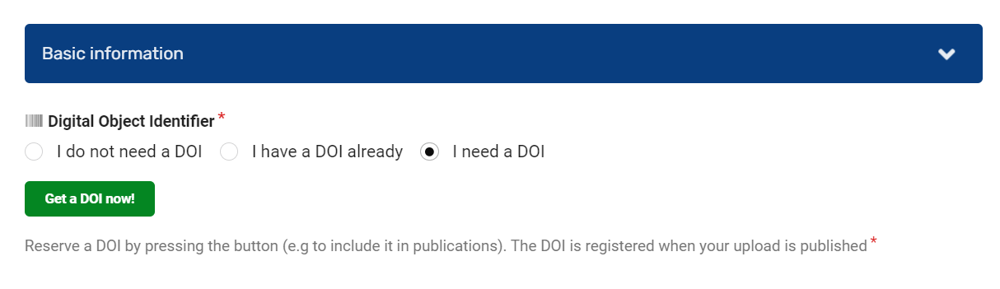 Basic information
Digital Object Identifier *
I do not need a DOI I have a DOI already I need a DOI
Get a DOI now!
Reserve a DOI by pressing the button (e.g to include it in publications). The DOI is registered when your upload is published *